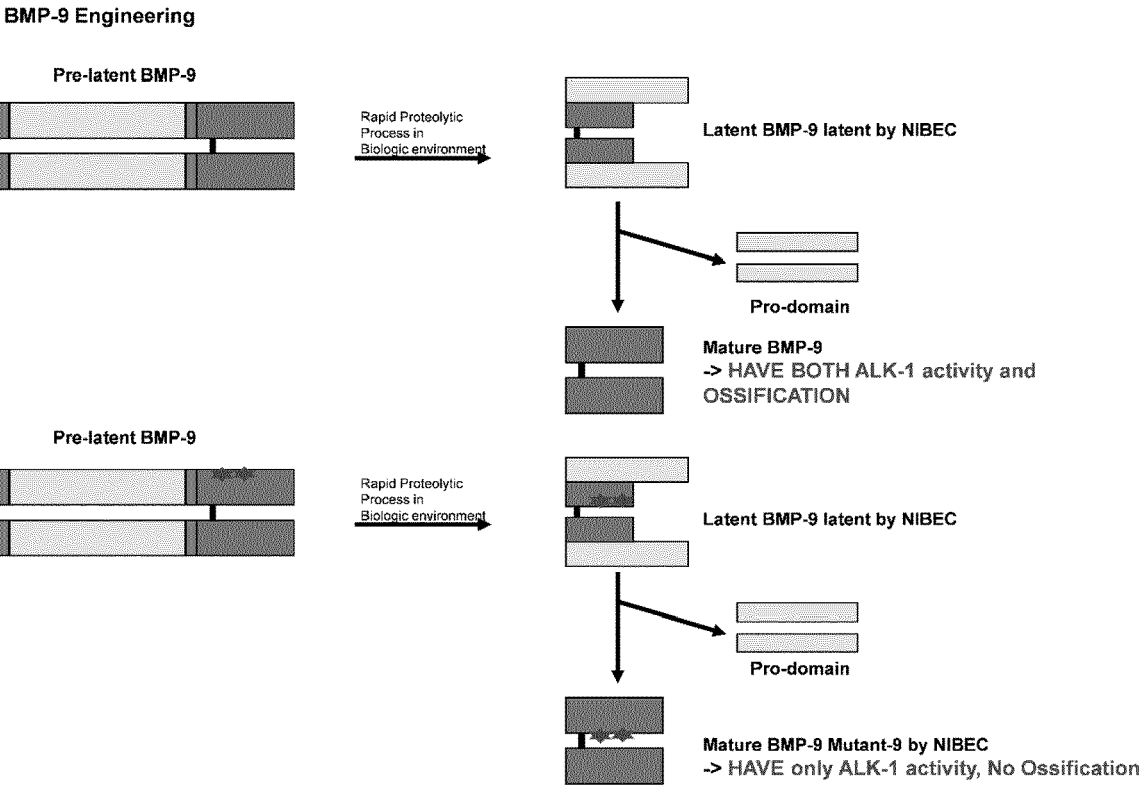 BMP-9 Engineering
Pre-latent BMP-9
Rapid Proteolytic
Process in
Biologic environment
Latent BMP-9 latent by NIBEC
Pro-domain
Mature BMP-9
-> HAVE BOTH ALK-1 activity and
OSSIFICATION
Pre-latent BMP-9
Rapid Proteolytic
Process in
Biologic environment
Latent BMP-9 latent by NIBEC
Pro-domain
Mature BMP-9 Mutant-9 by NIBEC
-> HAVE only ALK-1 activity, No Ossification